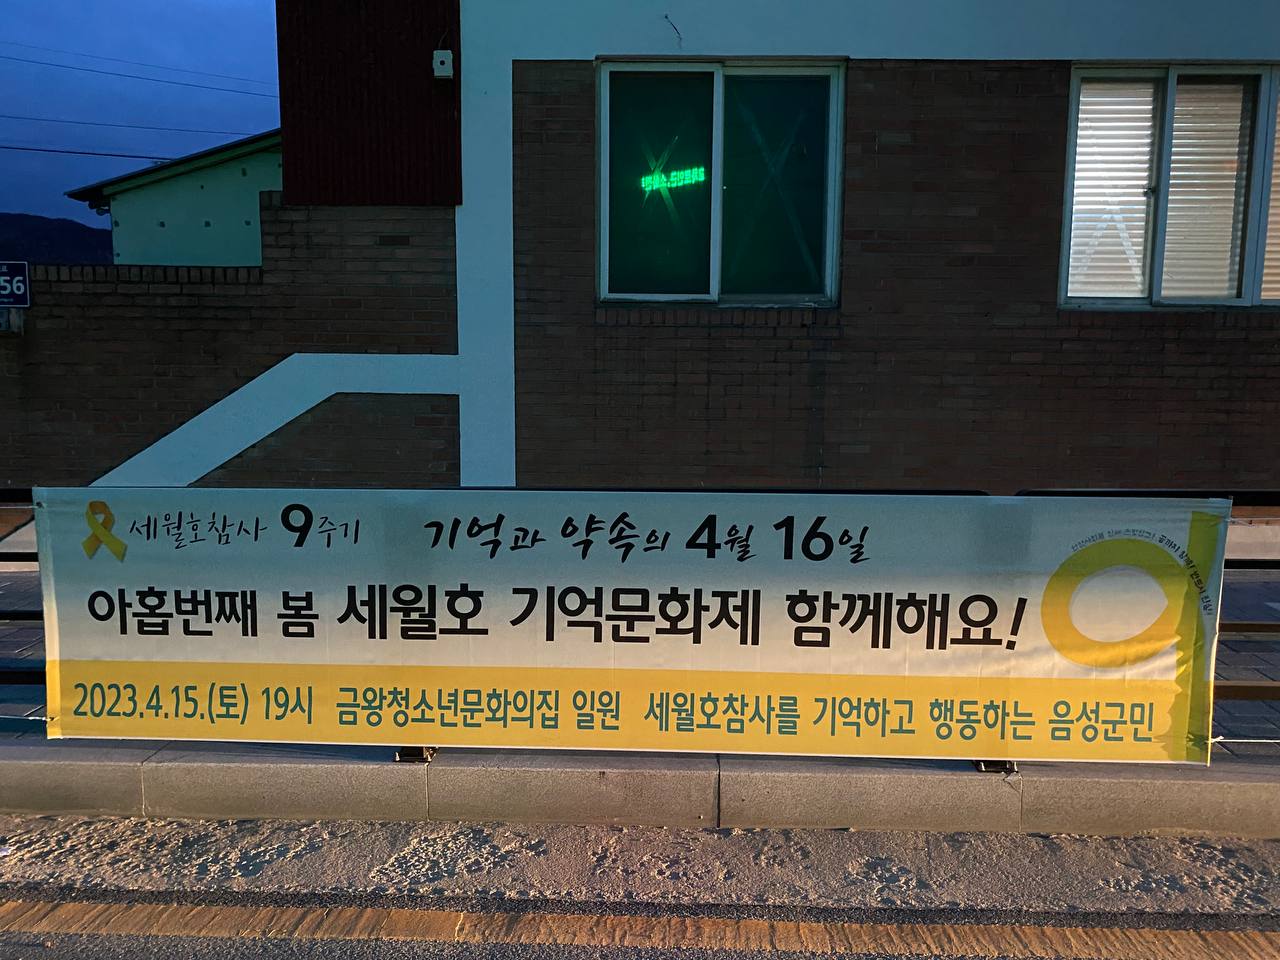 56
세월호참사 9주기 기억과 약속의 4월 16일
아홉번째 봄 세월호 기억문화제 함께해요!
2023.4.15.(토) 19시 금왕청소년문화의집 일원 세월호참사를 기억하고 행동하는 음성군민